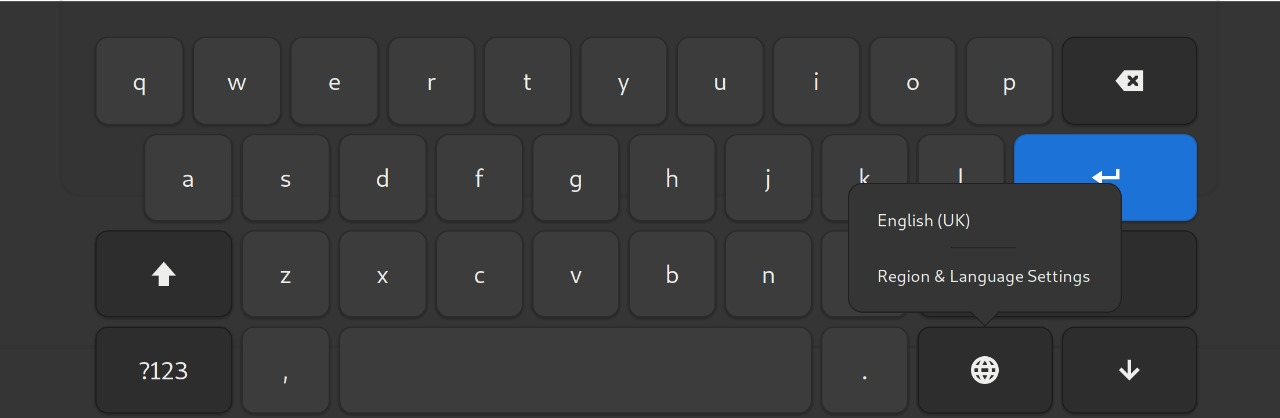 q w e r t y u i o p
a s d f g h j k l
z x c v b n
English (UK)
Region & Language Settings
?123 , .